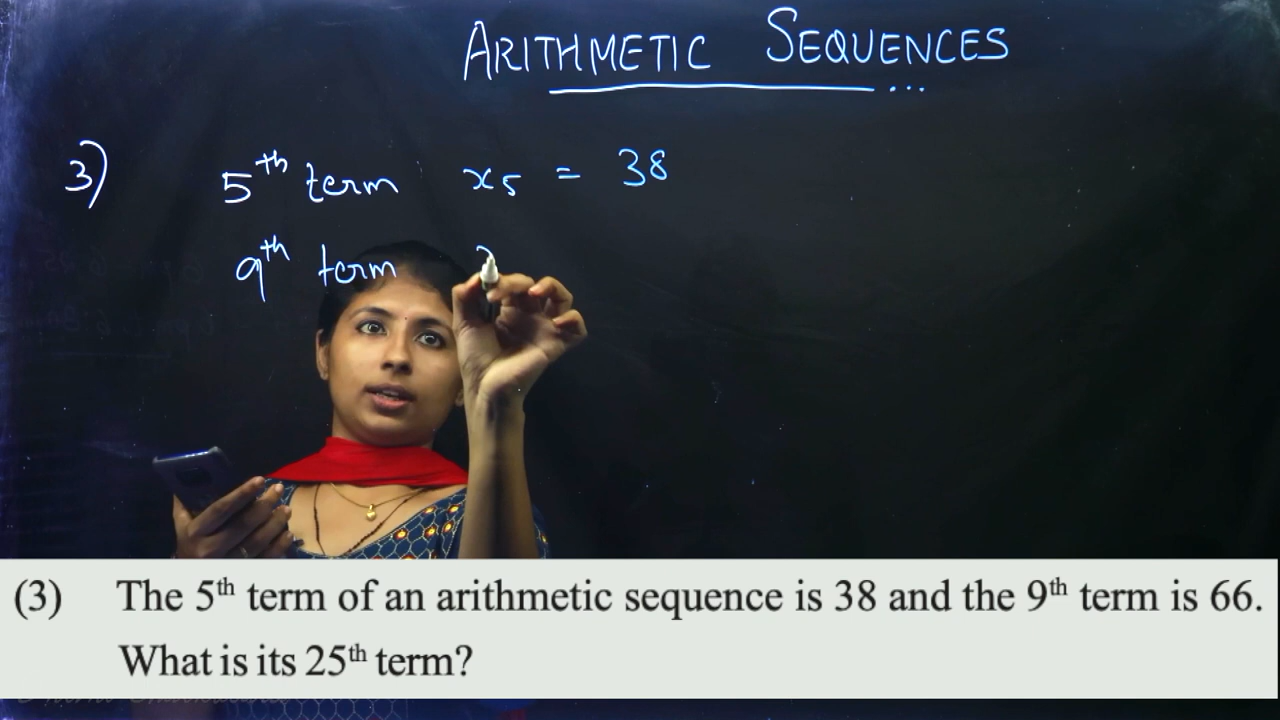 ARITHMETIC SEQUENCES ...
3) 5th term x5 = 38
9th term
(3) The 5th term of an arithmetic sequence is 38 and the 9th term is 66.
What is its 25th term?